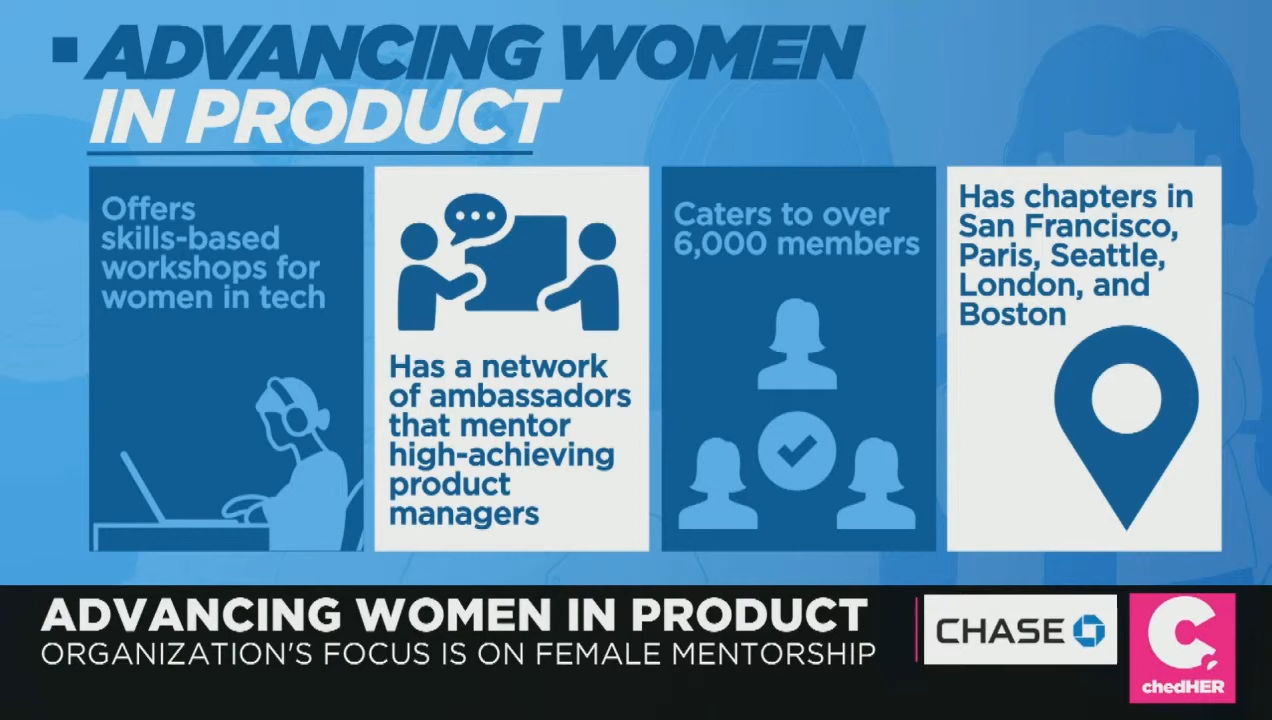 ADVANCING WOMEN
IN PRODUCT
Offers
skills-based
workshops for
women in tech
Has a network
of ambassadors
that mentor
high-achieving
product
managers
Caters to over
6,000 members
Has chapters in
San Francisco,
Paris, Seattle,
London, and
Boston
ADVANCING WOMEN IN PRODUCT
ORGANIZATION'S FOCUS IS ON FEMALE MENTORSHIP
CHASE
C
chedHER